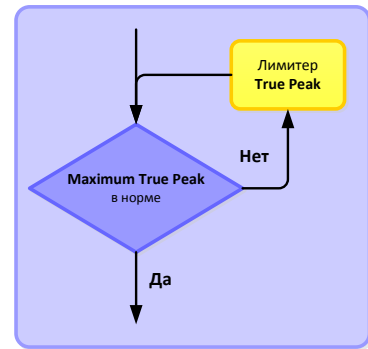 Лимитер
True Peak
Нет
Maximum True Peak
в норме
Да